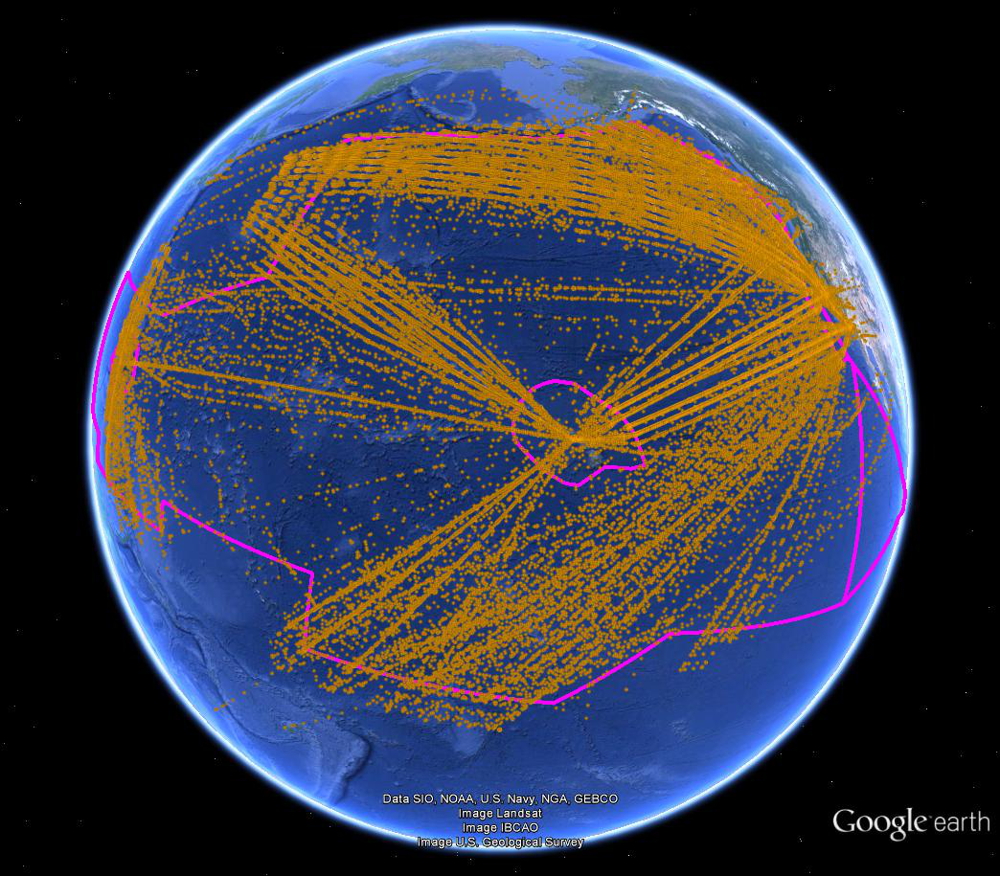 Data SIO, NOAA, U.S. Navy, NGA, GEBCO
Image Landsat
Image IBCAO
Image U.S. Geological Survey
Google earth